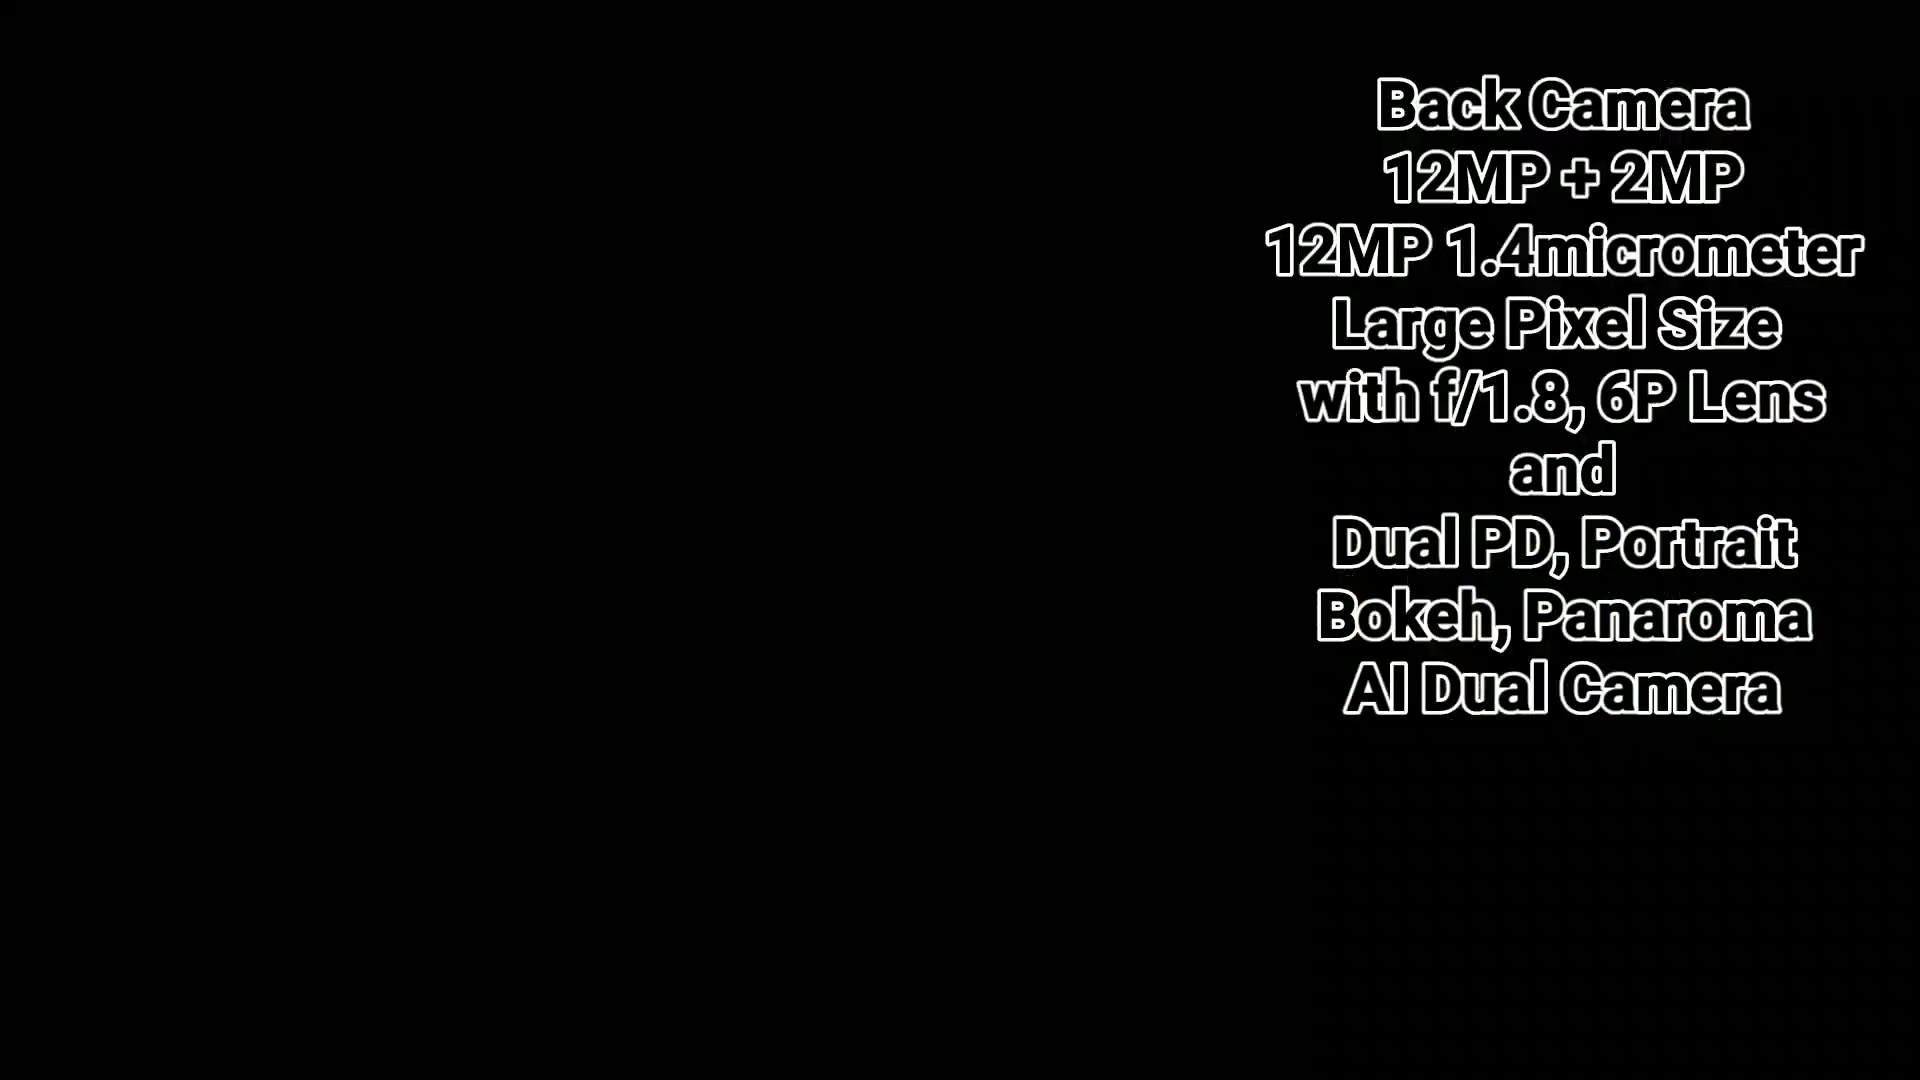 Back Camera
12MP + 2MP
12MP 1.4micrometer
Large Pixel Size
with f/1.8, 6P Lens
and
Dual PD, Portrait
Bokeh, Panaroma
AI Dual Camera